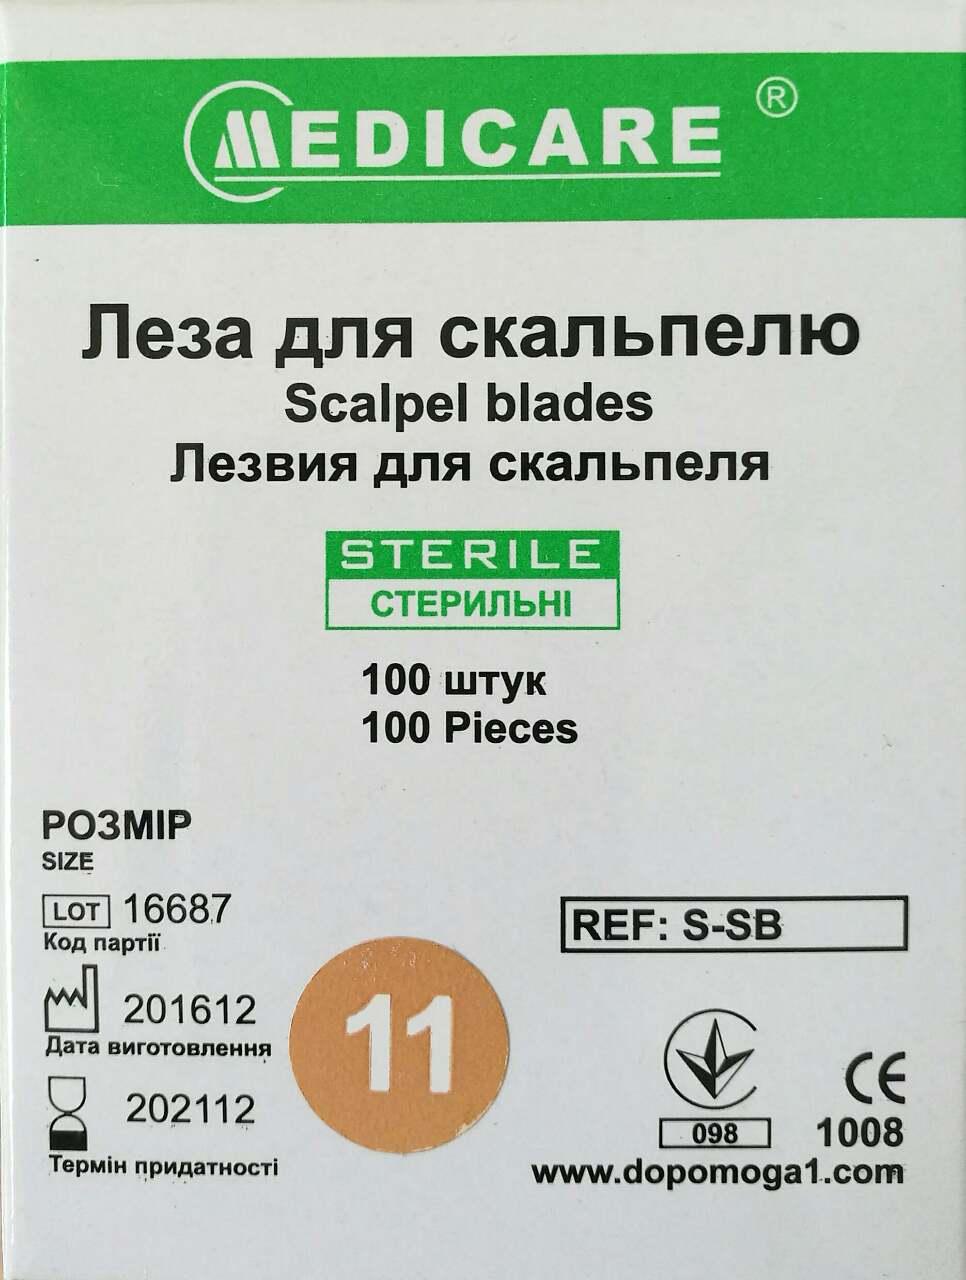 MEDICARE ®
Леза для скальпелю
Scalpel blades
Лезвия для скальпеля
STERILE
СТЕРИЛЬНІ
100 штук
100 Pieces
РОЗМІР
SIZE
LOT 16687
Код партії
201612
Дата виготовлення
202112
Термін придатності
11
REF: S-SB
CE
098
1008
www.dopomoga1.com